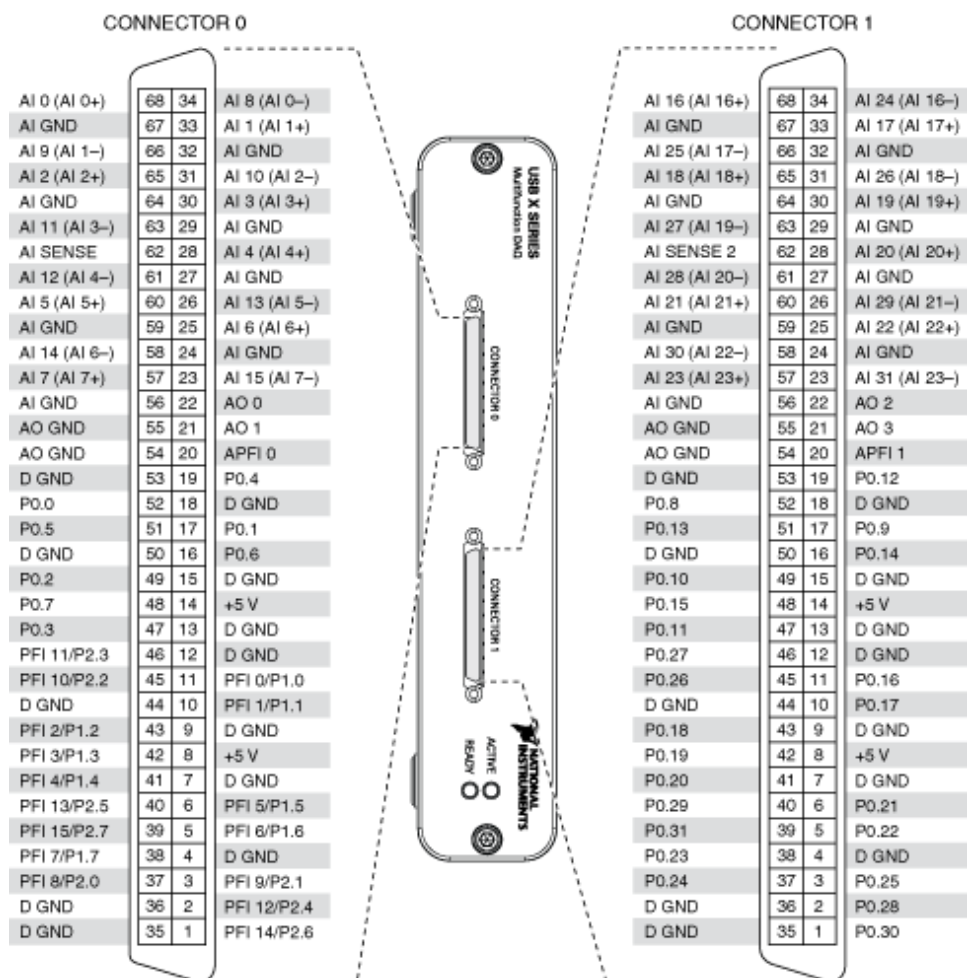 CONNECTOR 0
AI 0 (AI 0+) 68 34 AI 8 (AI 0–)
AI GND 67 33 AI 1 (AI 1+)
AI 9 (AI 1–) 66 32 AI GND
AI 2 (AI 2+) 65 31 AI 10 (AI 2–)
AI GND 64 30 AI 3 (AI 3+)
AI 11 (AI 3–) 63 29 AI GND
AI SENSE 62 28 AI 4 (AI 4+)
AI 12 (AI 4–) 61 27 AI GND
AI 5 (AI 5+) 60 26 AI 13 (AI 5–)
AI GND 59 25 AI 6 (AI 6+)
AI 14 (AI 6–) 58 24 AI GND
AI 7 (AI 7+) 57 23 AI 15 (AI 7–)
AI GND 56 22 AO 0
AO GND 55 21 AO 1
AO GND 54 20 APFI 0
D GND 53 19 P0.4
P0.0 52 18 D GND
P0.5 51 17 P0.1
D GND 50 16 P0.6
P0.2 49 15 D GND
P0.7 48 14 +5 V
P0.3 47 13 D GND
PFI 11/P2.3 46 12 D GND
PFI 10/P2.2 45 11 PFI 0/P1.0
D GND 44 10 PFI 1/P1.1
PFI 2/P1.2 43 9 D GND
PFI 3/P1.3 42 8 +5 V
PFI 4/P1.4 41 7 D GND
PFI 13/P2.5 40 6 PFI 5/P1.5
PFI 15/P2.7 39 5 PFI 6/P1.6
PFI 7/P1.7 38 4 D GND
PFI 8/P2.0 37 3 PFI 9/P2.1
D GND 36 2 PFI 12/P2.4
D GND 35 1 PFI 14/P2.6
USB X SERIES
Multifunction DAQ
CONNECTOR 0
CONNECTOR 1
NATIONAL
INSTRUMENTS
ACTIVE
READY
CONNECTOR 1
AI 16 (AI 16+) 68 34 AI 24 (AI 16–)
AI GND 67 33 AI 17 (AI 17+)
AI 25 (AI 17–) 66 32 AI GND
AI 18 (AI 18+) 65 31 AI 26 (AI 18–)
AI GND 64 30 AI 19 (AI 19+)
AI 27 (AI 19–) 63 29 AI GND
AI SENSE 2 62 28 AI 20 (AI 20+)
AI 28 (AI 20–) 61 27 AI GND
AI 21 (AI 21+) 60 26 AI 29 (AI 21–)
AI GND 59 25 AI 22 (AI 22+)
AI 30 (AI 22–) 58 24 AI GND
AI 23 (AI 23+) 57 23 AI 31 (AI 23–)
AI GND 56 22 AO 2
AO GND 55 21 AO 3
AO GND 54 20 APFI 1
D GND 53 19 P0.12
P0.8 52 18 D GND
P0.13 51 17 P0.9
D GND 50 16 P0.14
P0.10 49 15 D GND
P0.15 48 14 +5 V
P0.11 47 13 D GND
P0.27 46 12 D GND
P0.26 45 11 P0.16
D GND 44 10 P0.17
P0.18 43 9 D GND
P0.19 42 8 +5 V
P0.20 41 7 D GND
P0.29 40 6 P0.21
P0.31 39 5 P0.22
P0.23 38 4 D GND
P0.24 37 3 P0.25
D GND 36 2 P0.28
D GND 35 1 P0.30